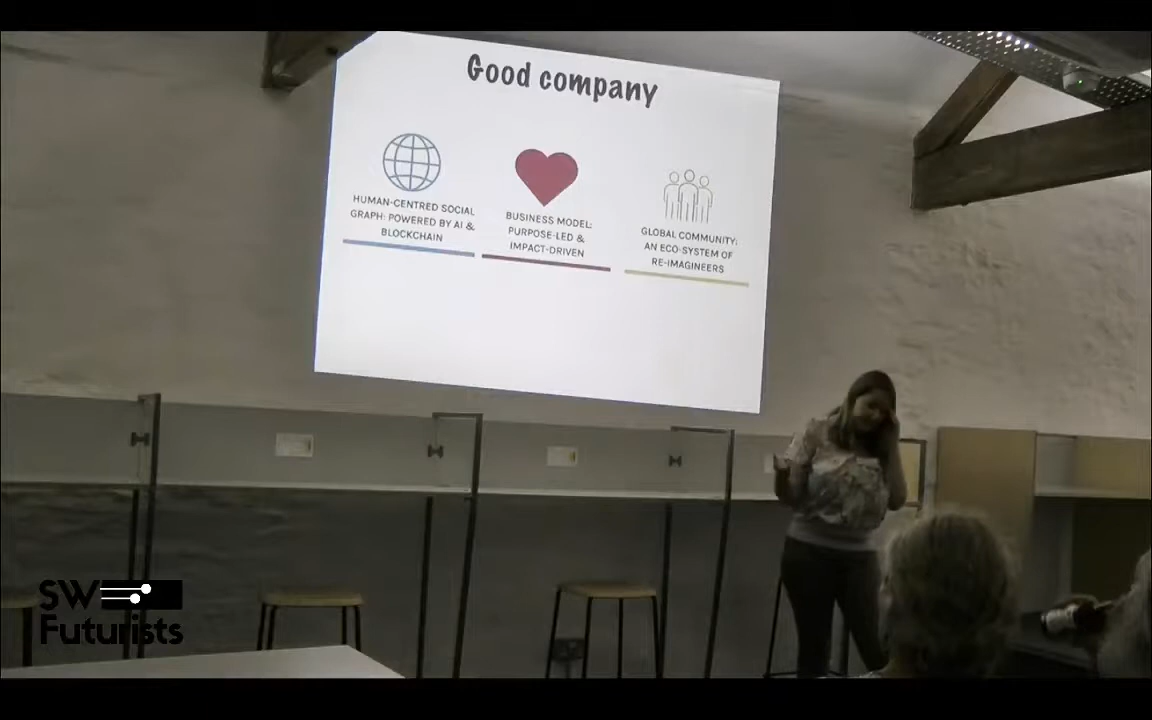 Good company
HUMAN-CENTRED SOCIAL
GRAPH: POWERED BY AI &
BLOCKCHAIN
BUSINESS MODEL:
PURPOSE-LED &
IMPACT-DRIVEN
GLOBAL COMMUNITY:
AN ECO-SYSTEM OF
RE-IMAGINEERS
SW
Futurists